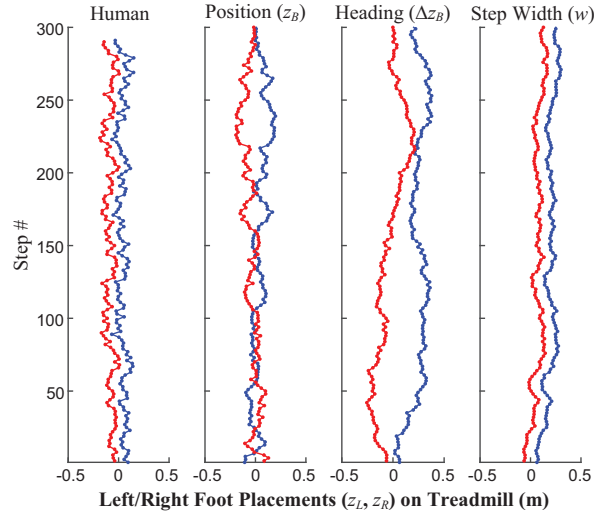 Human Position (z_B) Heading (Δz_B) Step Width (w)
300
250
200
150
100
50
Step #
-0.5 0 0.5 -0.5 0 0.5 -0.5 0 0.5 -0.5 0 0.5
Left/Right Foot Placements (z_L, z_R) on Treadmill (m)